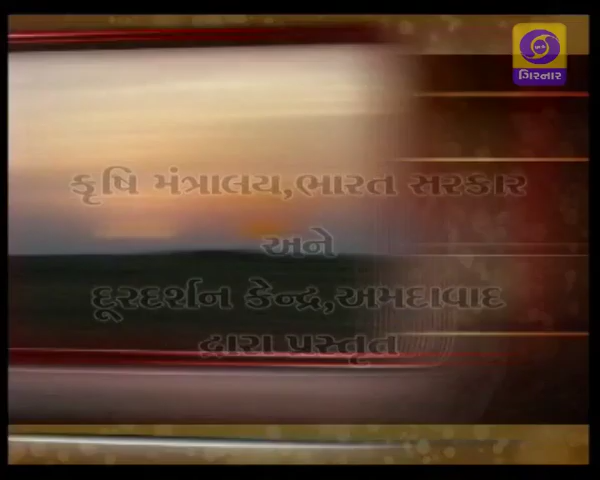 ગિરનાર
કૃષિ મંત્રાલય,ભારત સરકાર
અને
દૂરદર્શન કેન્દ્ર,અમદાવાદ
દ્વારા પ્રસ્તૃત